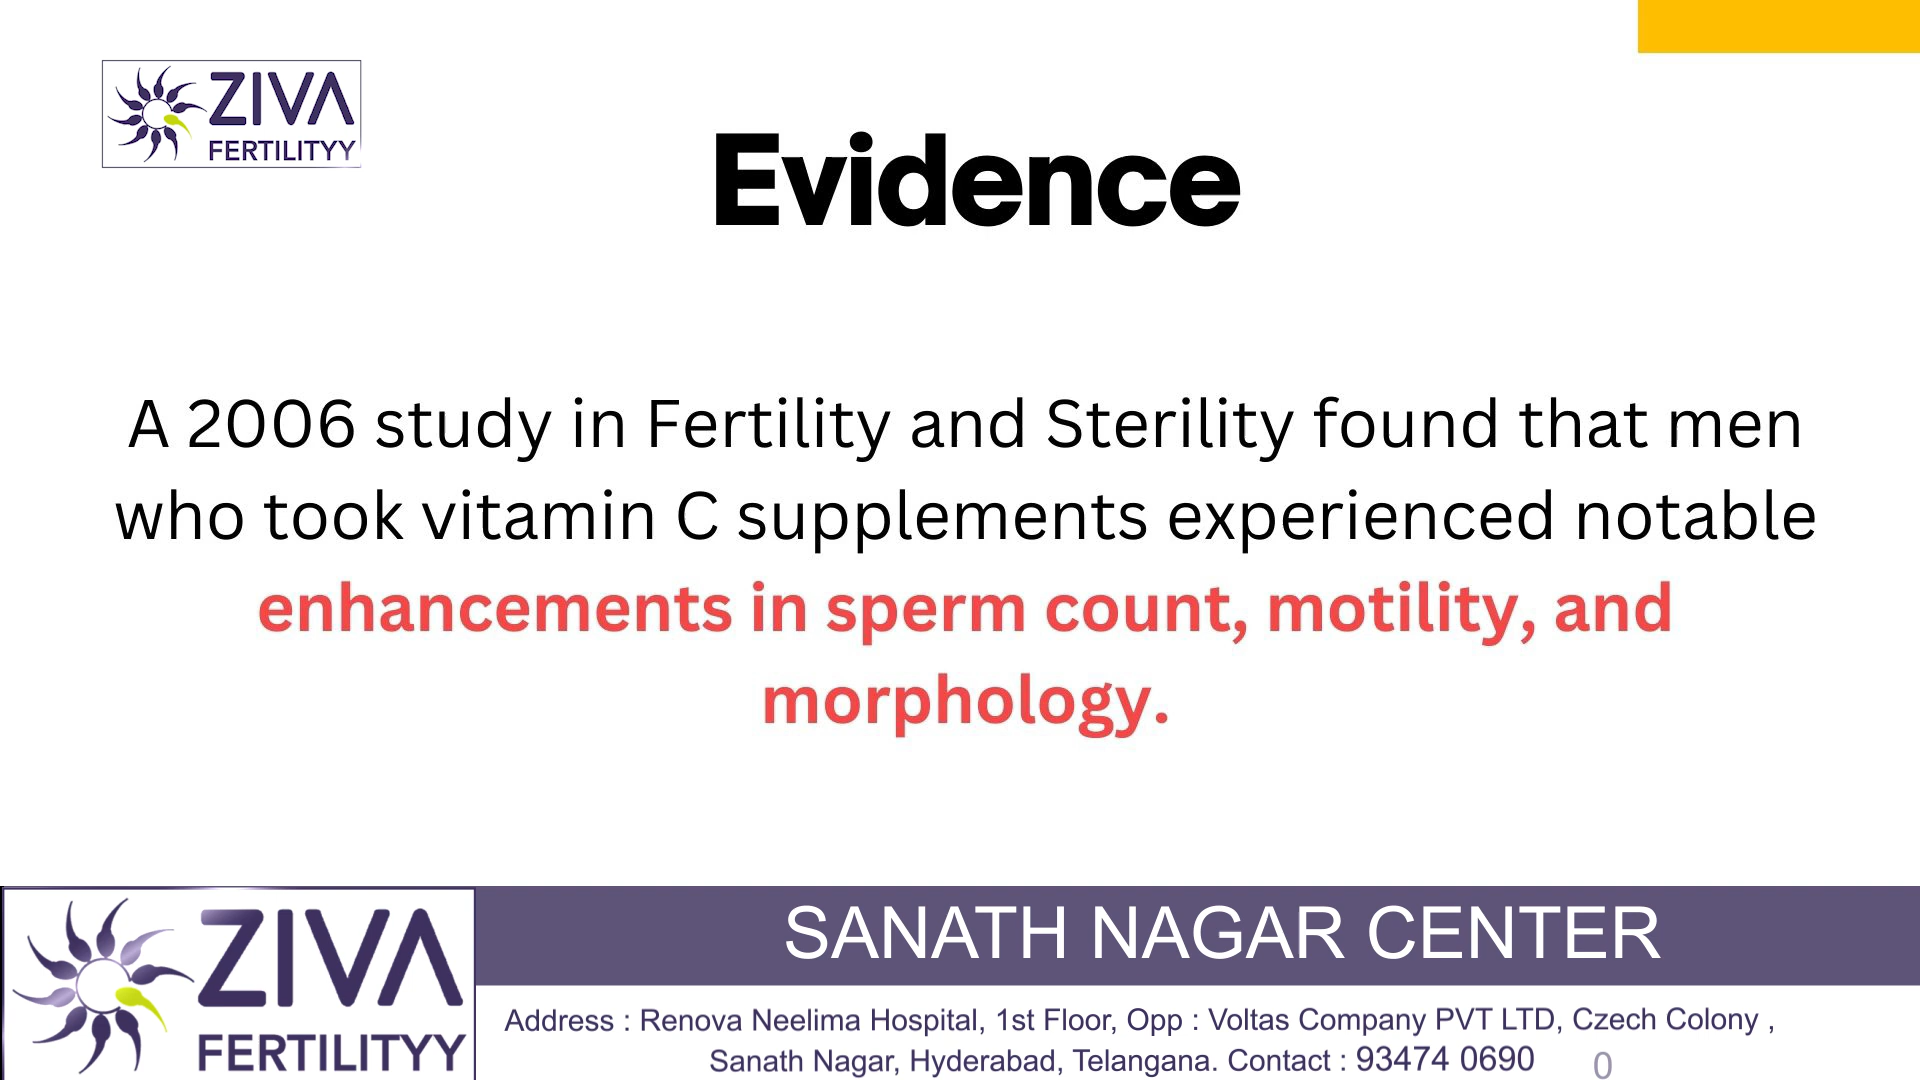 ZIVA
FERTILITYY
Evidence
A 2006 study in Fertility and Sterility found that men
who took vitamin C supplements experienced notable
enhancements in sperm count, motility, and
morphology.
ZIVA
FERTILITYY
SANATH NAGAR CENTER
Address : Renova Neelima Hospital, 1st Floor, Opp : Voltas Company PVT LTD, Czech Colony ,
Sanath Nagar, Hyderabad, Telangana. Contact : 93474 0690 0